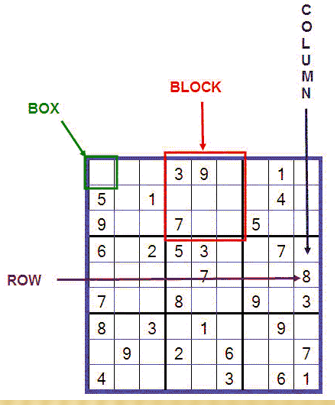 C
O
L
U
M
N
BLOCK
BOX
3 9 1
5 1 4
9 7 5
6 2 5 3 7
ROW
7 8
7 8 9 3
8 3 1 9
9 2 6 7
4 3 6 1